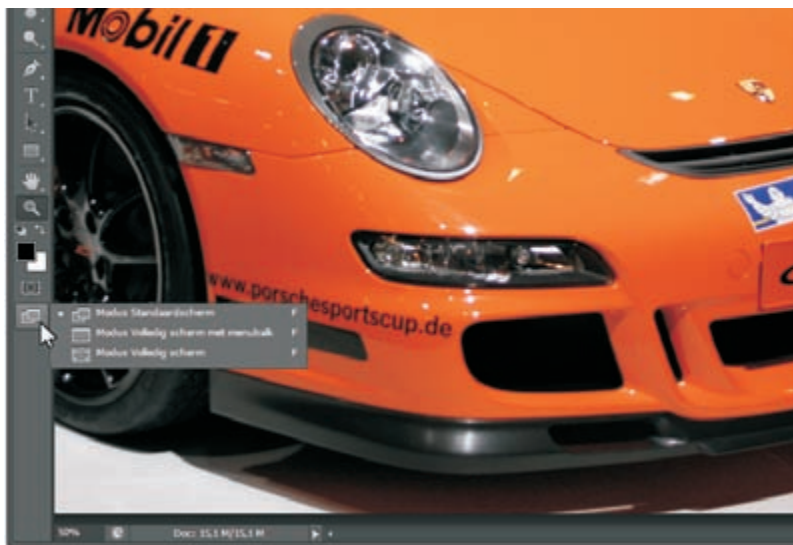 Mobil 1
www.porschesportscup.de
Modus Standaardscherm F
Modus Volledig scherm met menubalk F
Modus Volledig scherm F
50% Doc: 15,1 M/15,1 M